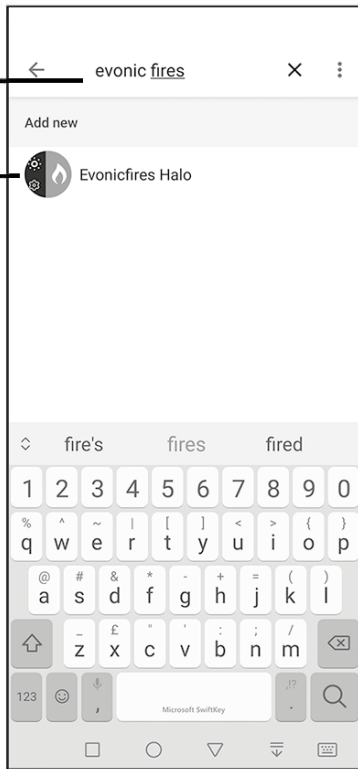 evonic fires
Add new
Evonicfires Halo
fire's fires fired
1 2 3 4 5 6 7 8 9 0
% ^ ~ | [ ] < > { }
q w e r t y u i o p
@ # & * - + = ( )
a s d f g h j k l
_ £ " ' : ; /
z x c v b n m
123 , Microsoft SwiftKey ,!? .